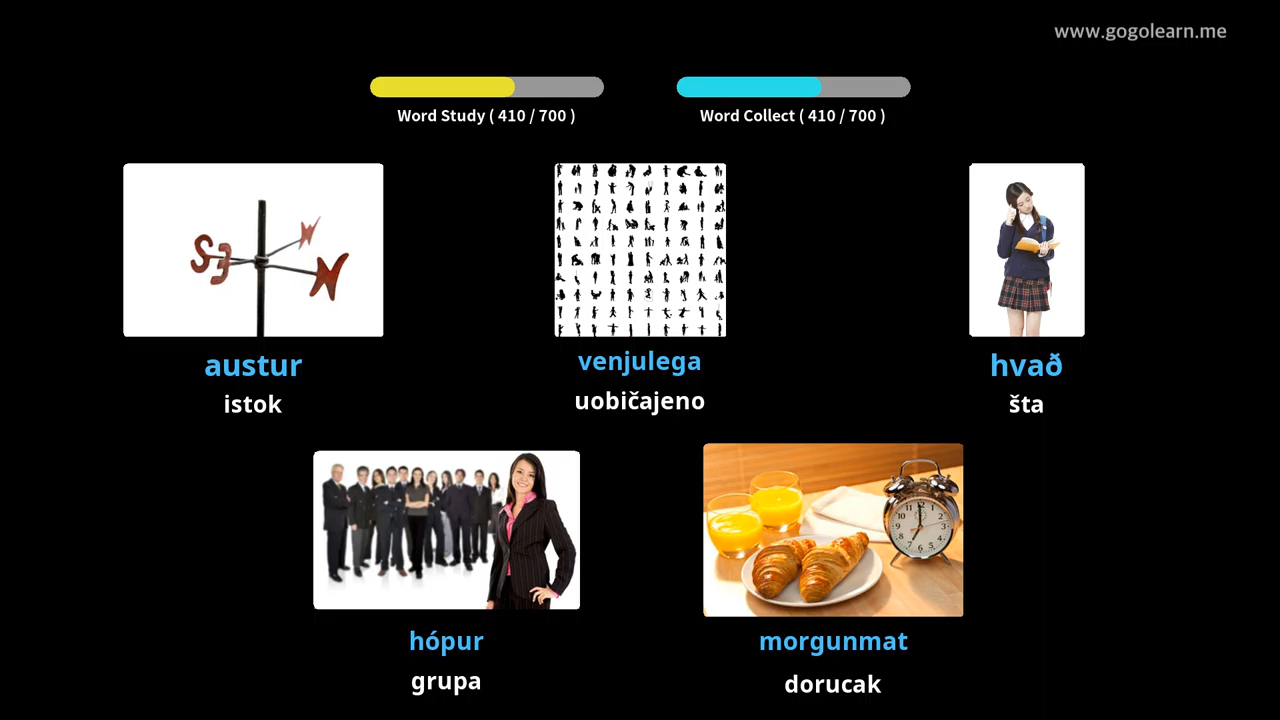 www.gogolearn.me
Word Study ( 410 / 700 )
Word Collect ( 410 / 700 )
austur
istok
venjulega
uobičajeno
hvað
šta
hópur
grupa
morgunmat
dorucak